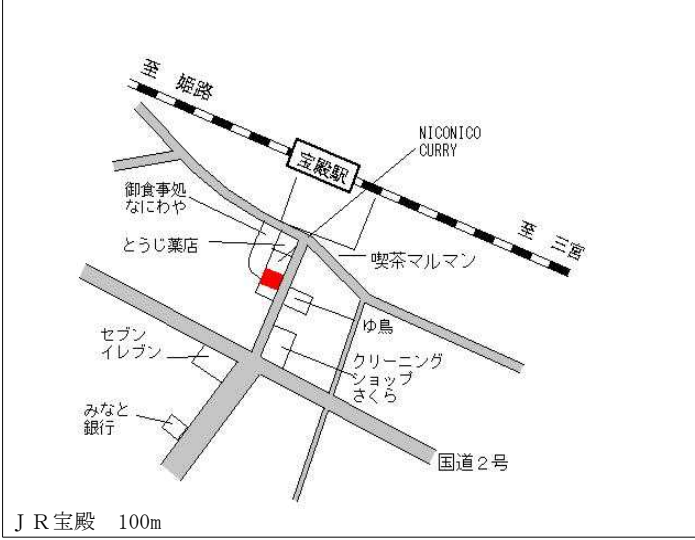 至 姫路
NICONICO
CURRY
宝殿駅
御食事処
なにわや
至 三宮
とうじ薬店
喫茶マルマン
ゆ鳥
セブン
イレブン
クリーニング
ショップ
さくら
みなと
銀行
国道２号
ＪＲ宝殿　100m